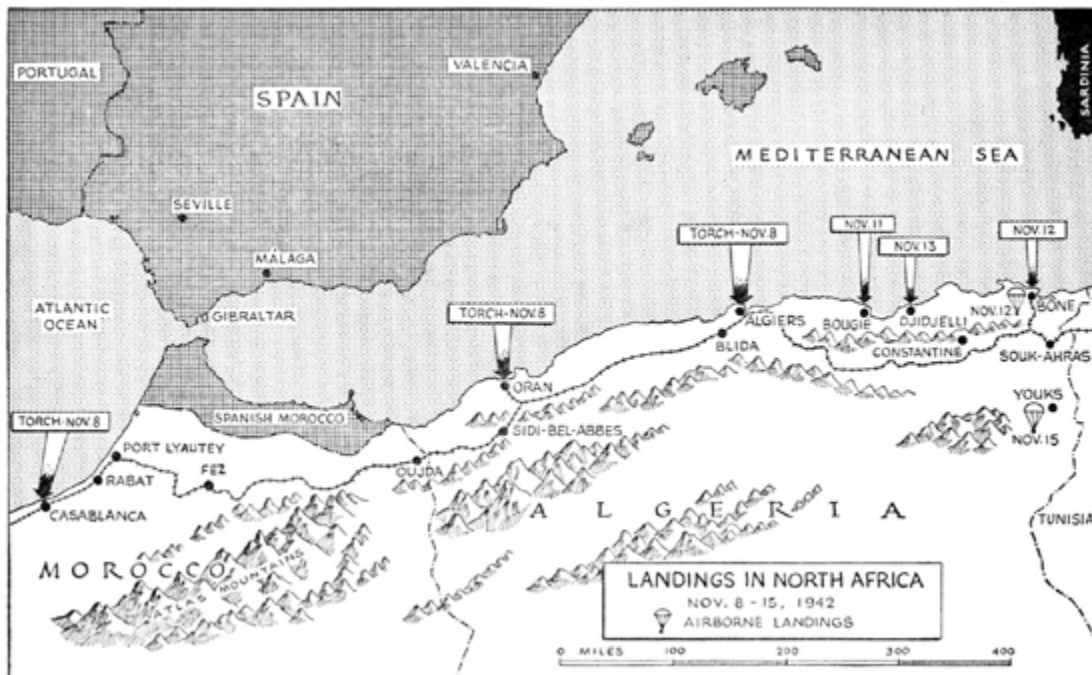 PORTUGAL
SPAIN
VALENCIA
SARDINIA
MEDITERRANEAN SEA
SEVILLE
MÁLAGA
TORCH-NOV. 8
NOV. 11
NOV. 13
NOV. 12
ATLANTIC
OCEAN
GIBRALTAR
TORCH-NOV. 8
ALGIERS
BOUGIE
DJIDJELLI
NOV. 12
BÔNE
BLIDA
CONSTANTINE
SOUK-AHRAS
ORAN
SPANISH MOROCCO
YOUKS
TORCH-NOV. 8
SIDI-BEL-ABBES
NOV. 15
PORT LYAUTEY
FEZ
OUJDA
RABAT
CASABLANCA
ALGERIA
TUNISIA
MOROCCO
ATLAS MOUNTAINS
LANDINGS IN NORTH AFRICA
NOV. 8 - 15, 1942
AIRBORNE LANDINGS
0 MILES 100 200 300 400